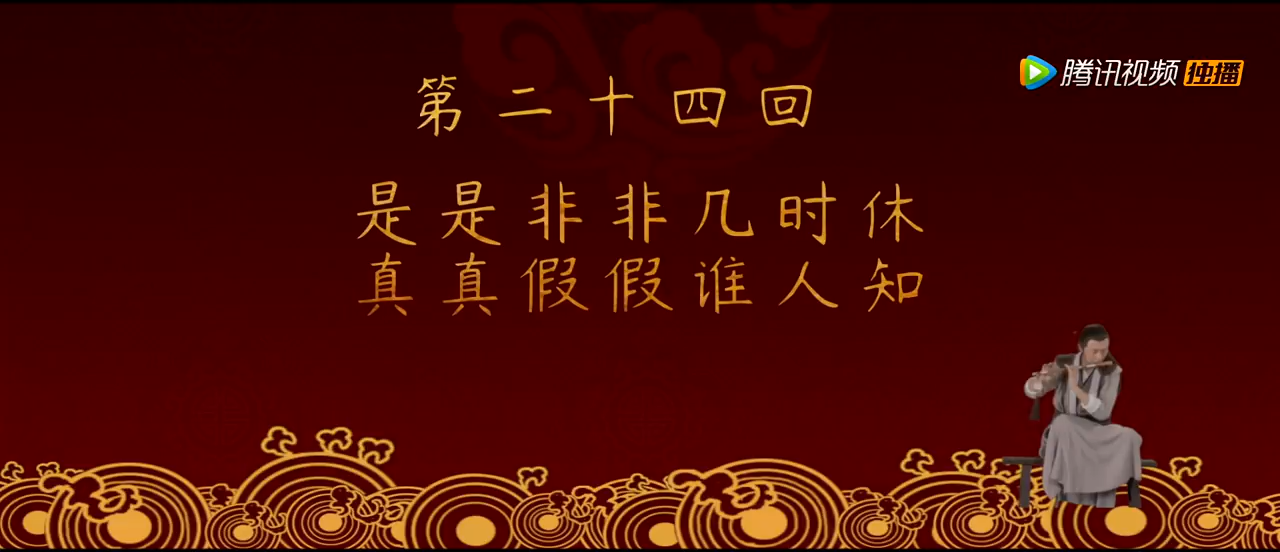 腾讯视频 独播
第二十四回
是是非非几时休
真真假假谁人知